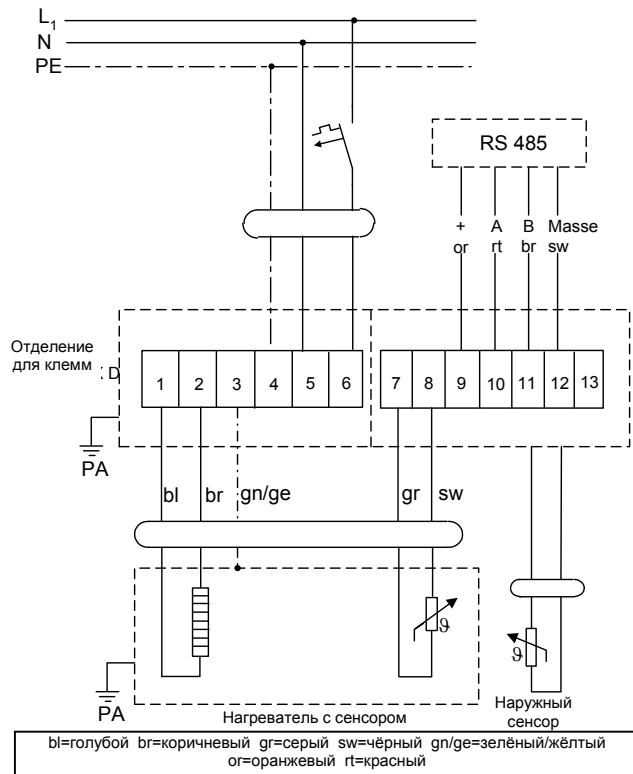 L1
N
PE
RS 485
+ A B Masse
or rt br sw
Отделение
для клемм
D
1 2 3 4 5 6 7 8 9 10 11 12 13
PA
bl br gn/ge gr sw
ϑ
ϑ
PA
Нагреватель с сенсором
Наружный
сенсор
bl=голубой br=коричневый gr=серый sw=чёрный gn/ge=зелёный/жёлтый
or=оранжевый rt=красный